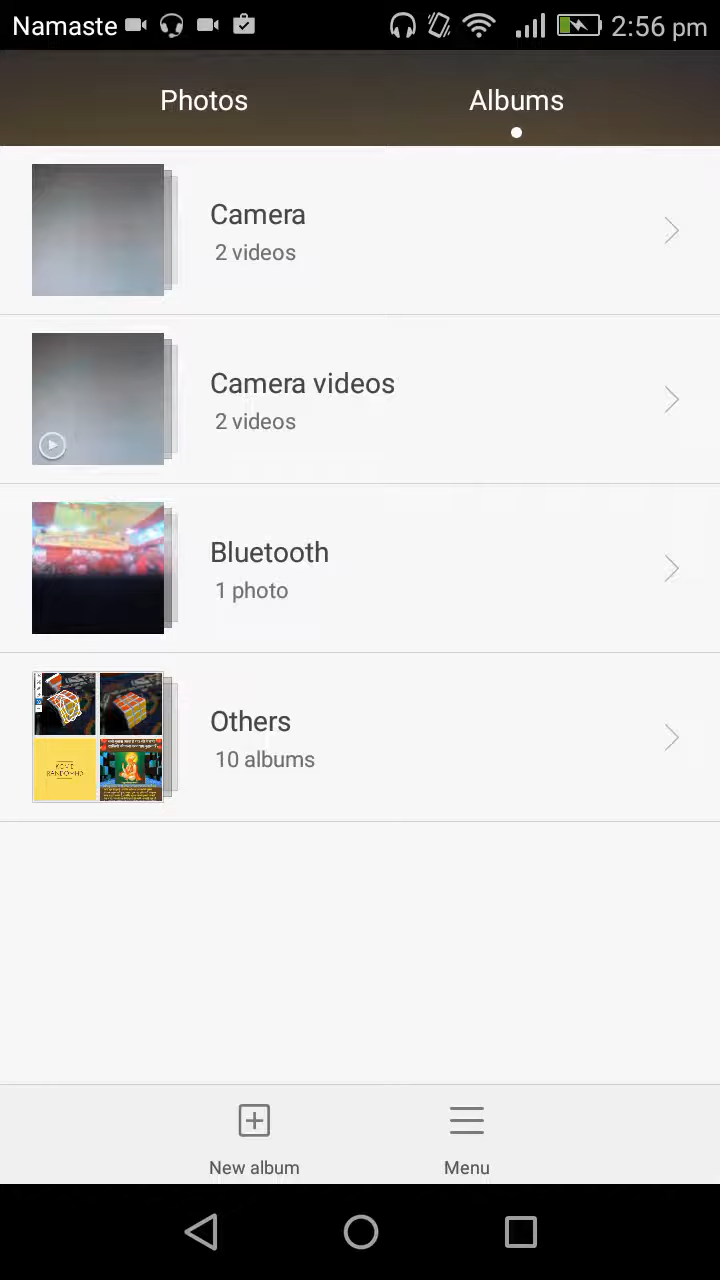 Namaste 2:56 pm
Photos
Albums
Camera
2 videos
Camera videos
2 videos
Bluetooth
1 photo
Others
10 albums
New album
Menu